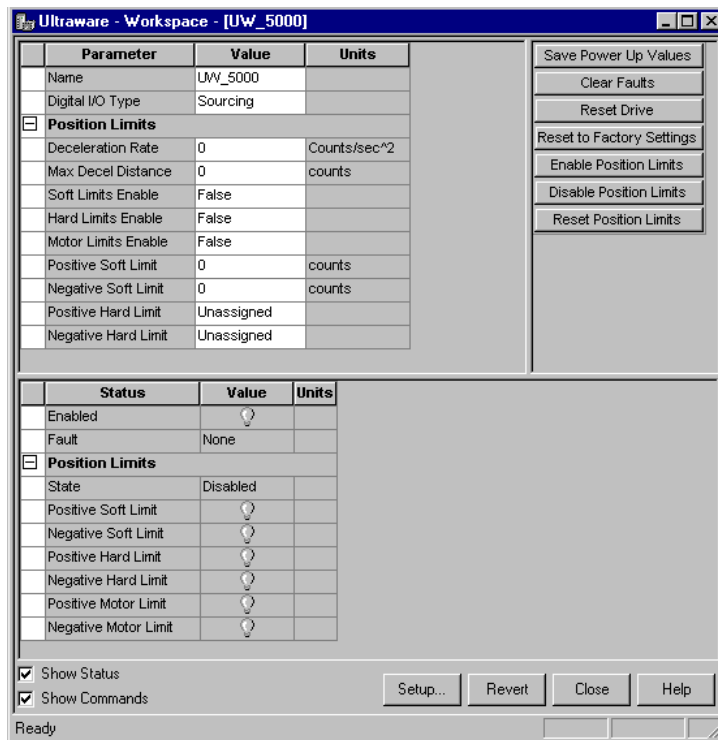 Ultraware - Workspace - [UW_5000]
Parameter Value Units
Name UW_5000
Digital I/O Type Sourcing
Position Limits
Deceleration Rate 0 Counts/sec^2
Max Decel Distance 0 counts
Soft Limits Enable False
Hard Limits Enable False
Motor Limits Enable False
Positive Soft Limit 0 counts
Negative Soft Limit 0 counts
Positive Hard Limit Unassigned
Negative Hard Limit Unassigned
Save Power Up Values
Clear Faults
Reset Drive
Reset to Factory Settings
Enable Position Limits
Disable Position Limits
Reset Position Limits
Status Value Units
Enabled
Fault None
Position Limits
State Disabled
Positive Soft Limit
Negative Soft Limit
Positive Hard Limit
Negative Hard Limit
Positive Motor Limit
Negative Motor Limit
Show Status
Show Commands
Setup... Revert Close Help
Ready